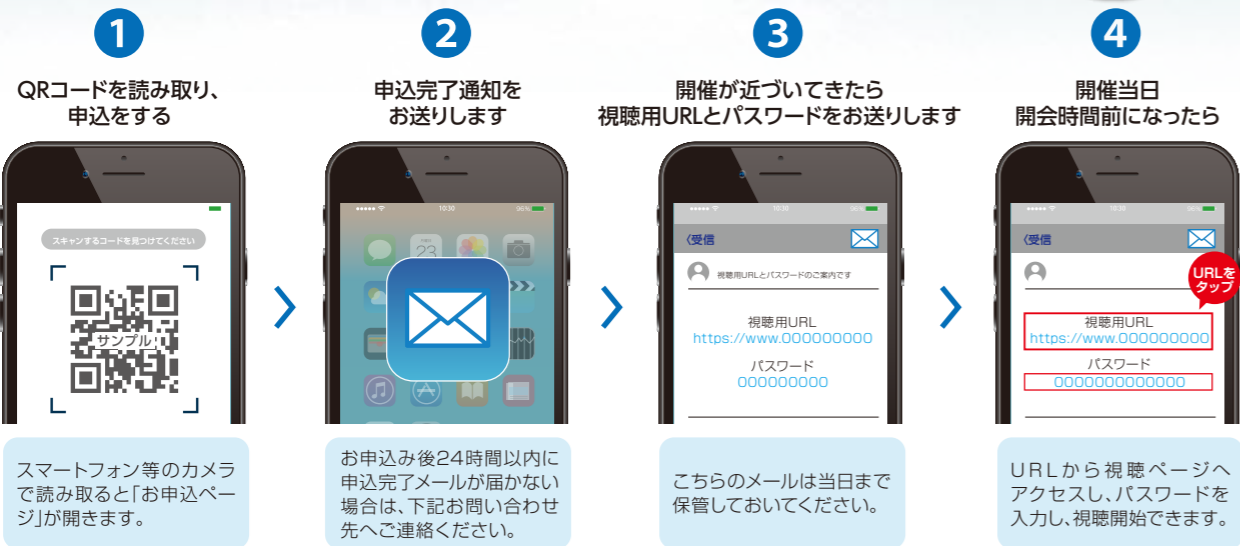 1
QRコードを読み取り、
申込をする
スキャンするコードを見つけてください
サンプル
スマートフォン等のカメラ
で読み取ると「お申込ペー
ジ」が開きます。
2
申込完了通知を
お送りします
10:30
96%
23
お申込み後24時間以内に
申込完了メールが届かない
場合は、下記お問い合わせ
先へご連絡ください。
3
開催が近づいてきたら
視聴用URLとパスワードをお送りします
10:30
96%
〈受信
視聴用URLとパスワードのご案内です
視聴用URL
https://www.000000000
パスワード
000000000
こちらのメールは当日まで
保管しておいてください。
4
開催当日
開会時間前になったら
10:30
96%
〈受信
URLを
タップ
視聴用URL
https://www.000000000
パスワード
0000000000000
URLから視聴ページへ
アクセスし、パスワードを
入力し、視聴開始できます。